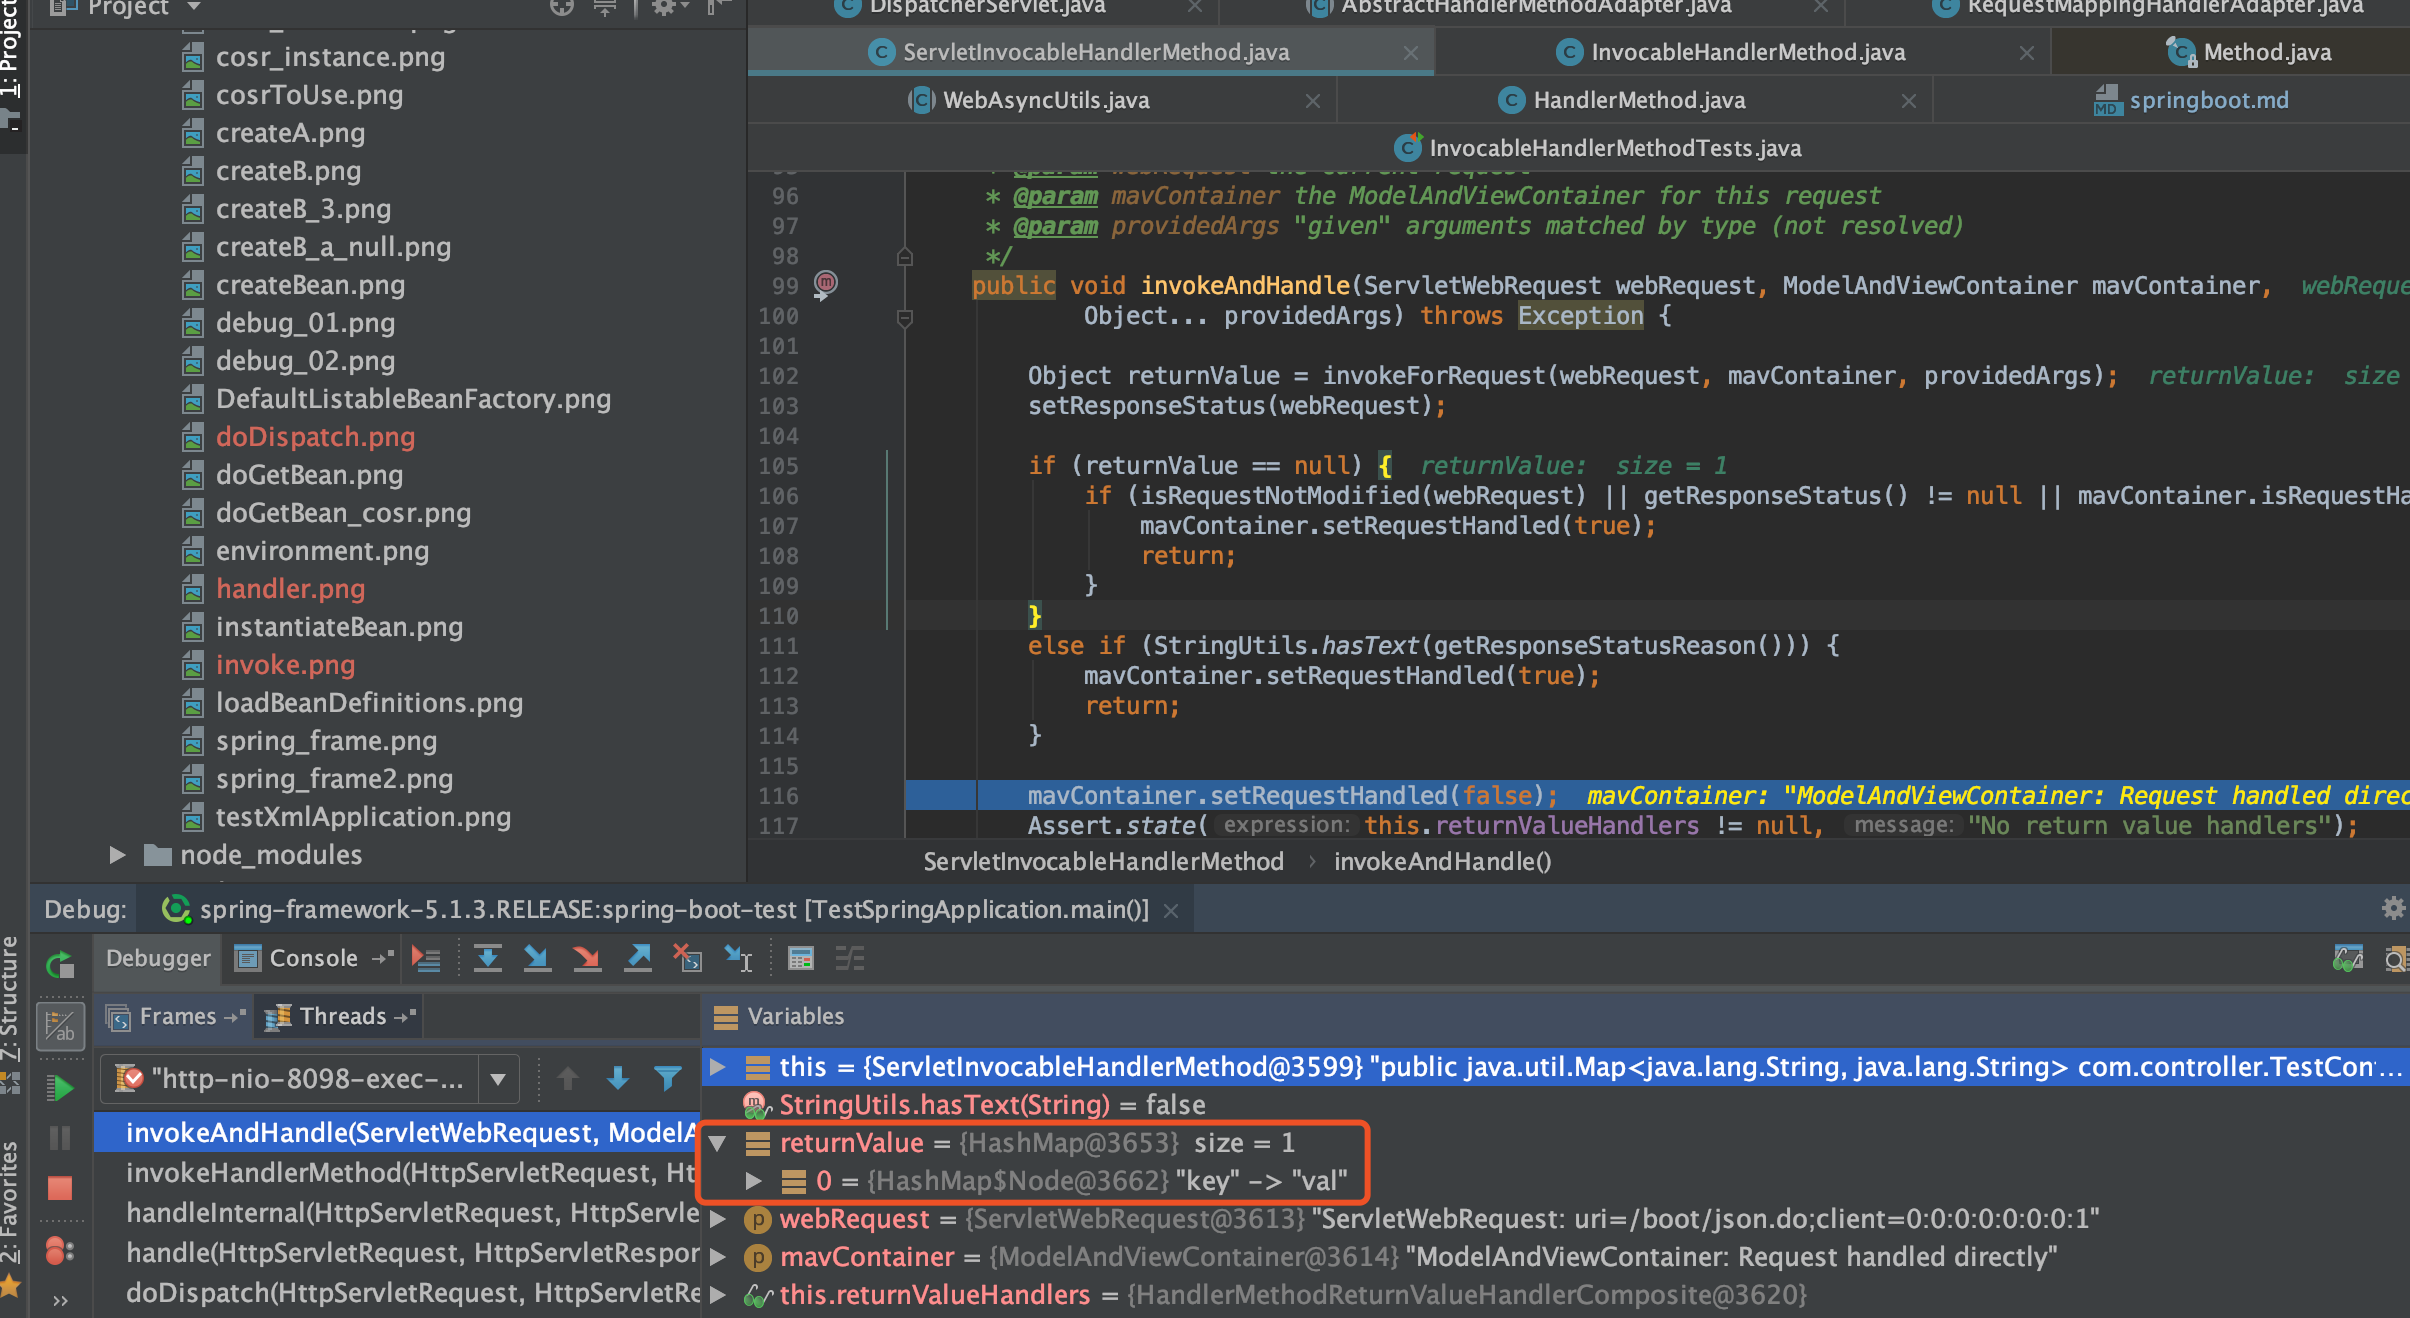 Project
DispatcherServlet.java
AbstractHandlerMethodAdapter.java
RequestMappingHandlerAdapter.java
1: Project
ServletInvocableHandlerMethod.java
InvocableHandlerMethod.java
Method.java
WebAsyncUtils.java
HandlerMethod.java
springboot.md
InvocableHandlerMethodTests.java
cosr_instance.png
cosrToUse.png
createA.png
createB.png
createB_3.png
createB_a_null.png
createBean.png
debug_01.png
debug_02.png
DefaultListableBeanFactory.png
doDispatch.png
doGetBean.png
doGetBean_cosr.png
environment.png
handler.png
instantiateBean.png
invoke.png
loadBeanDefinitions.png
spring_frame.png
spring_frame2.png
testXmlApplication.png
node_modules
96 * @param mavContainer the ModelAndViewContainer for this request
97 * @param providedArgs "given" arguments matched by type (not resolved)
98 */
99 public void invokeAndHandle(ServletWebRequest webRequest, ModelAndViewContainer mavContainer, webReque
100 Object... providedArgs) throws Exception {
101
102 Object returnValue = invokeForRequest(webRequest, mavContainer, providedArgs); returnValue: size
103 setResponseStatus(webRequest);
104
105 if (returnValue == null) { returnValue: size = 1
106 if (isRequestNotModified(webRequest) || getResponseStatus() != null || mavContainer.isRequestHa
107 mavContainer.setRequestHandled(true);
108 return;
109 }
110 }
111 else if (StringUtils.hasText(getResponseStatusReason())) {
112 mavContainer.setRequestHandled(true);
113 return;
114 }
115
116 mavContainer.setRequestHandled(false); mavContainer: "ModelAndViewContainer: Request handled direc
117 Assert.state( expression: this.returnValueHandlers != null, message: "No return value handlers");
ServletInvocableHandlerMethod › invokeAndHandle()
Debug: spring-framework-5.1.3.RELEASE:spring-boot-test [TestSpringApplication.main()]
Debugger Console
Frames Threads
Variables
"http-nio-8098-exec-...
invokeAndHandle(ServletWebRequest, ModelA
invokeHandlerMethod(HttpServletRequest, Ht
handleInternal(HttpServletRequest, HttpServle
handle(HttpServletRequest, HttpServletRespor
doDispatch(HttpServletRequest, HttpServletRe
this = {ServletInvocableHandlerMethod@3599} "public java.util.Map<java.lang.String, java.lang.String> com.controller.TestCon...
StringUtils.hasText(String) = false
returnValue = {HashMap@3653} size = 1
0 = {HashMap$Node@3662} "key" -> "val"
webRequest = {ServletWebRequest@3613} "ServletWebRequest: uri=/boot/json.do;client=0:0:0:0:0:0:0:1"
mavContainer = {ModelAndViewContainer@3614} "ModelAndViewContainer: Request handled directly"
this.returnValueHandlers = {HandlerMethodReturnValueHandlerComposite@3620}
7: Structure
2: Favorites